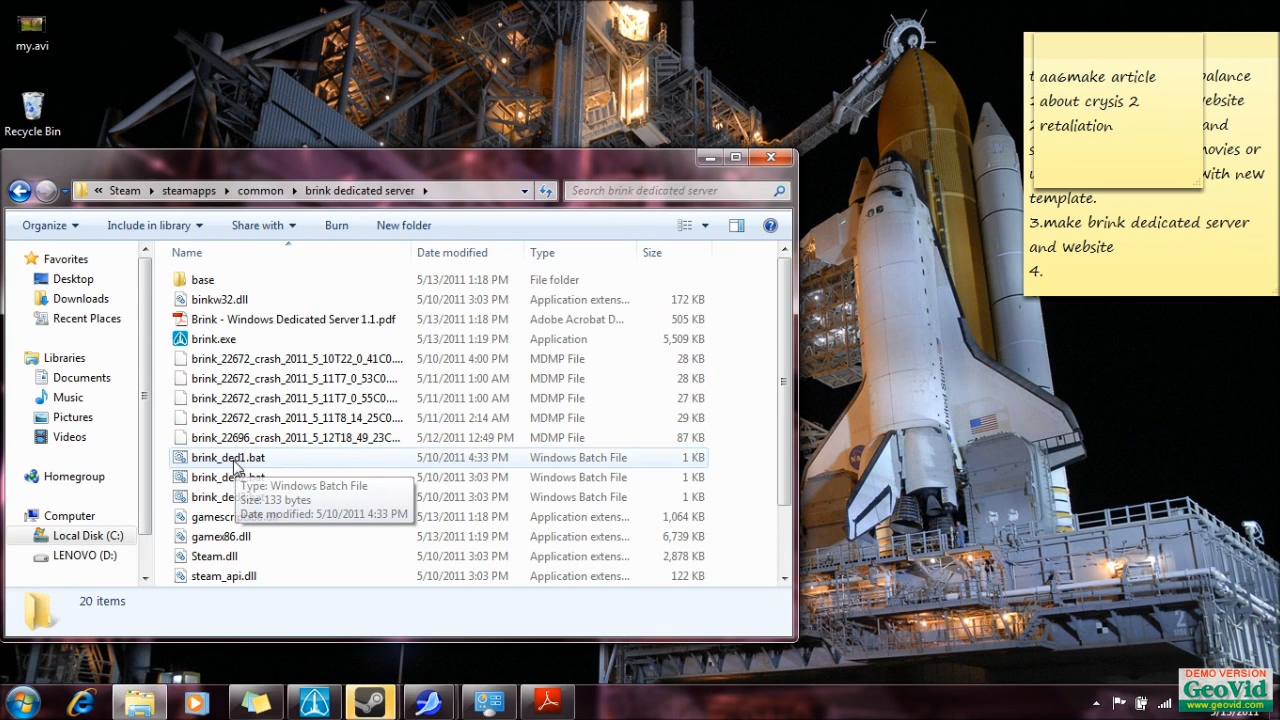 my.avi
Recycle Bin
aa6make article
about crysis 2
retaliation
template.
3.make brink dedicated server
and website
4.
« Steam steamapps common brink dedicated server
Search brink dedicated server
Organize Include in library Share with Burn New folder
Name Date modified Type Size
Favorites
Desktop
Downloads
Recent Places
Libraries
Documents
Music
Pictures
Videos
Homegroup
Computer
Local Disk (C:)
LENOVO (D:)
base 5/13/2011 1:18 PM File folder
binkw32.dll 5/10/2011 3:03 PM Application extens... 172 KB
Brink - Windows Dedicated Server 1.1.pdf 5/13/2011 1:18 PM Adobe Acrobat D... 505 KB
brink.exe 5/13/2011 1:19 PM Application 5,509 KB
brink_22672_crash_2011_5_10T22_0_41C0.... 5/10/2011 4:00 PM MDMP File 28 KB
brink_22672_crash_2011_5_11T7_0_53C0.... 5/11/2011 1:00 AM MDMP File 28 KB
brink_22672_crash_2011_5_11T7_0_55C0.... 5/11/2011 1:00 AM MDMP File 27 KB
brink_22672_crash_2011_5_11T8_14_25C0.... 5/11/2011 2:14 AM MDMP File 29 KB
brink_22696_crash_2011_5_12T18_49_23C... 5/12/2011 12:49 PM MDMP File 87 KB
brink_ded1.bat 5/10/2011 4:33 PM Windows Batch File 1 KB
5/10/2011 3:03 PM Windows Batch File 1 KB
5/10/2011 3:03 PM Windows Batch File 1 KB
Type: Windows Batch File
Size: 133 bytes
Date modified: 5/10/2011 4:33 PM
5/13/2011 1:18 PM Application extens... 1,064 KB
gamex86.dll 5/13/2011 1:19 PM Application extens... 6,739 KB
Steam.dll 5/10/2011 3:03 PM Application extens... 2,878 KB
steam_api.dll 5/10/2011 3:03 PM Application extens... 122 KB
20 items
United States
DEMO VERSION
GeoVid
www.geovid.com